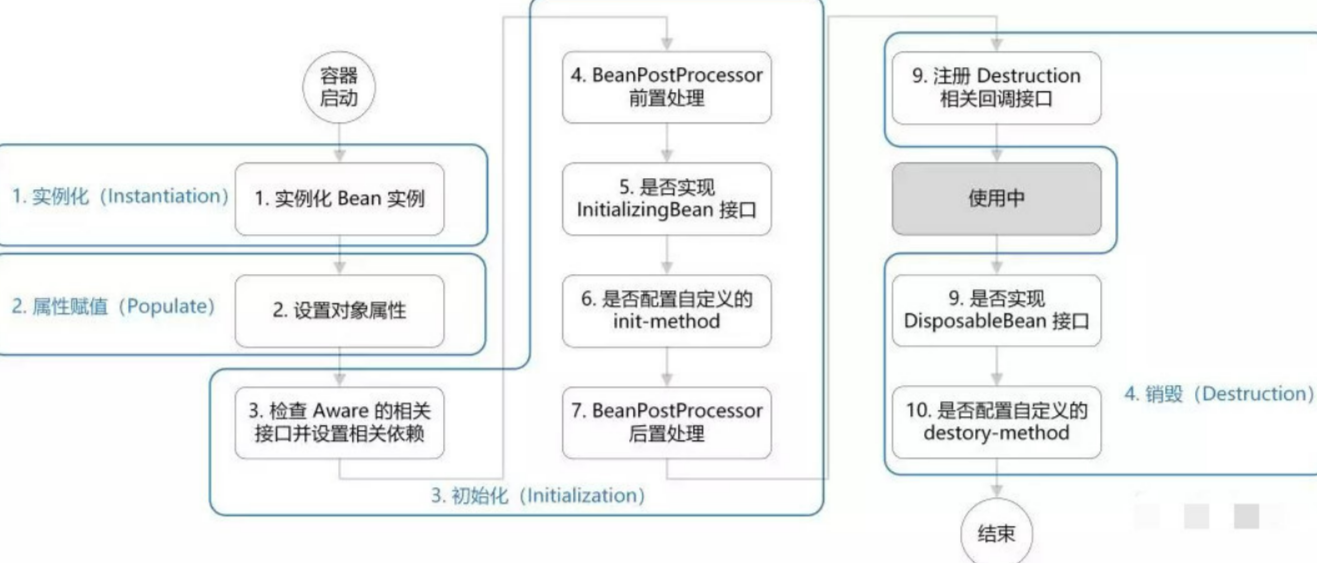 容器
启动
1. 实例化（Instantiation）
1. 实例化 Bean 实例
2. 属性赋值（Populate）
2. 设置对象属性
3. 检查 Aware 的相关
接口并设置相关依赖
4. BeanPostProcessor
前置处理
5. 是否实现
InitializingBean 接口
6. 是否配置自定义的
init-method
7. BeanPostProcessor
后置处理
3. 初始化（Initialization）
9. 注册 Destruction
相关回调接口
使用中
9. 是否实现
DisposableBean 接口
10. 是否配置自定义的
destory-method
4. 销毁（Destruction）
结束